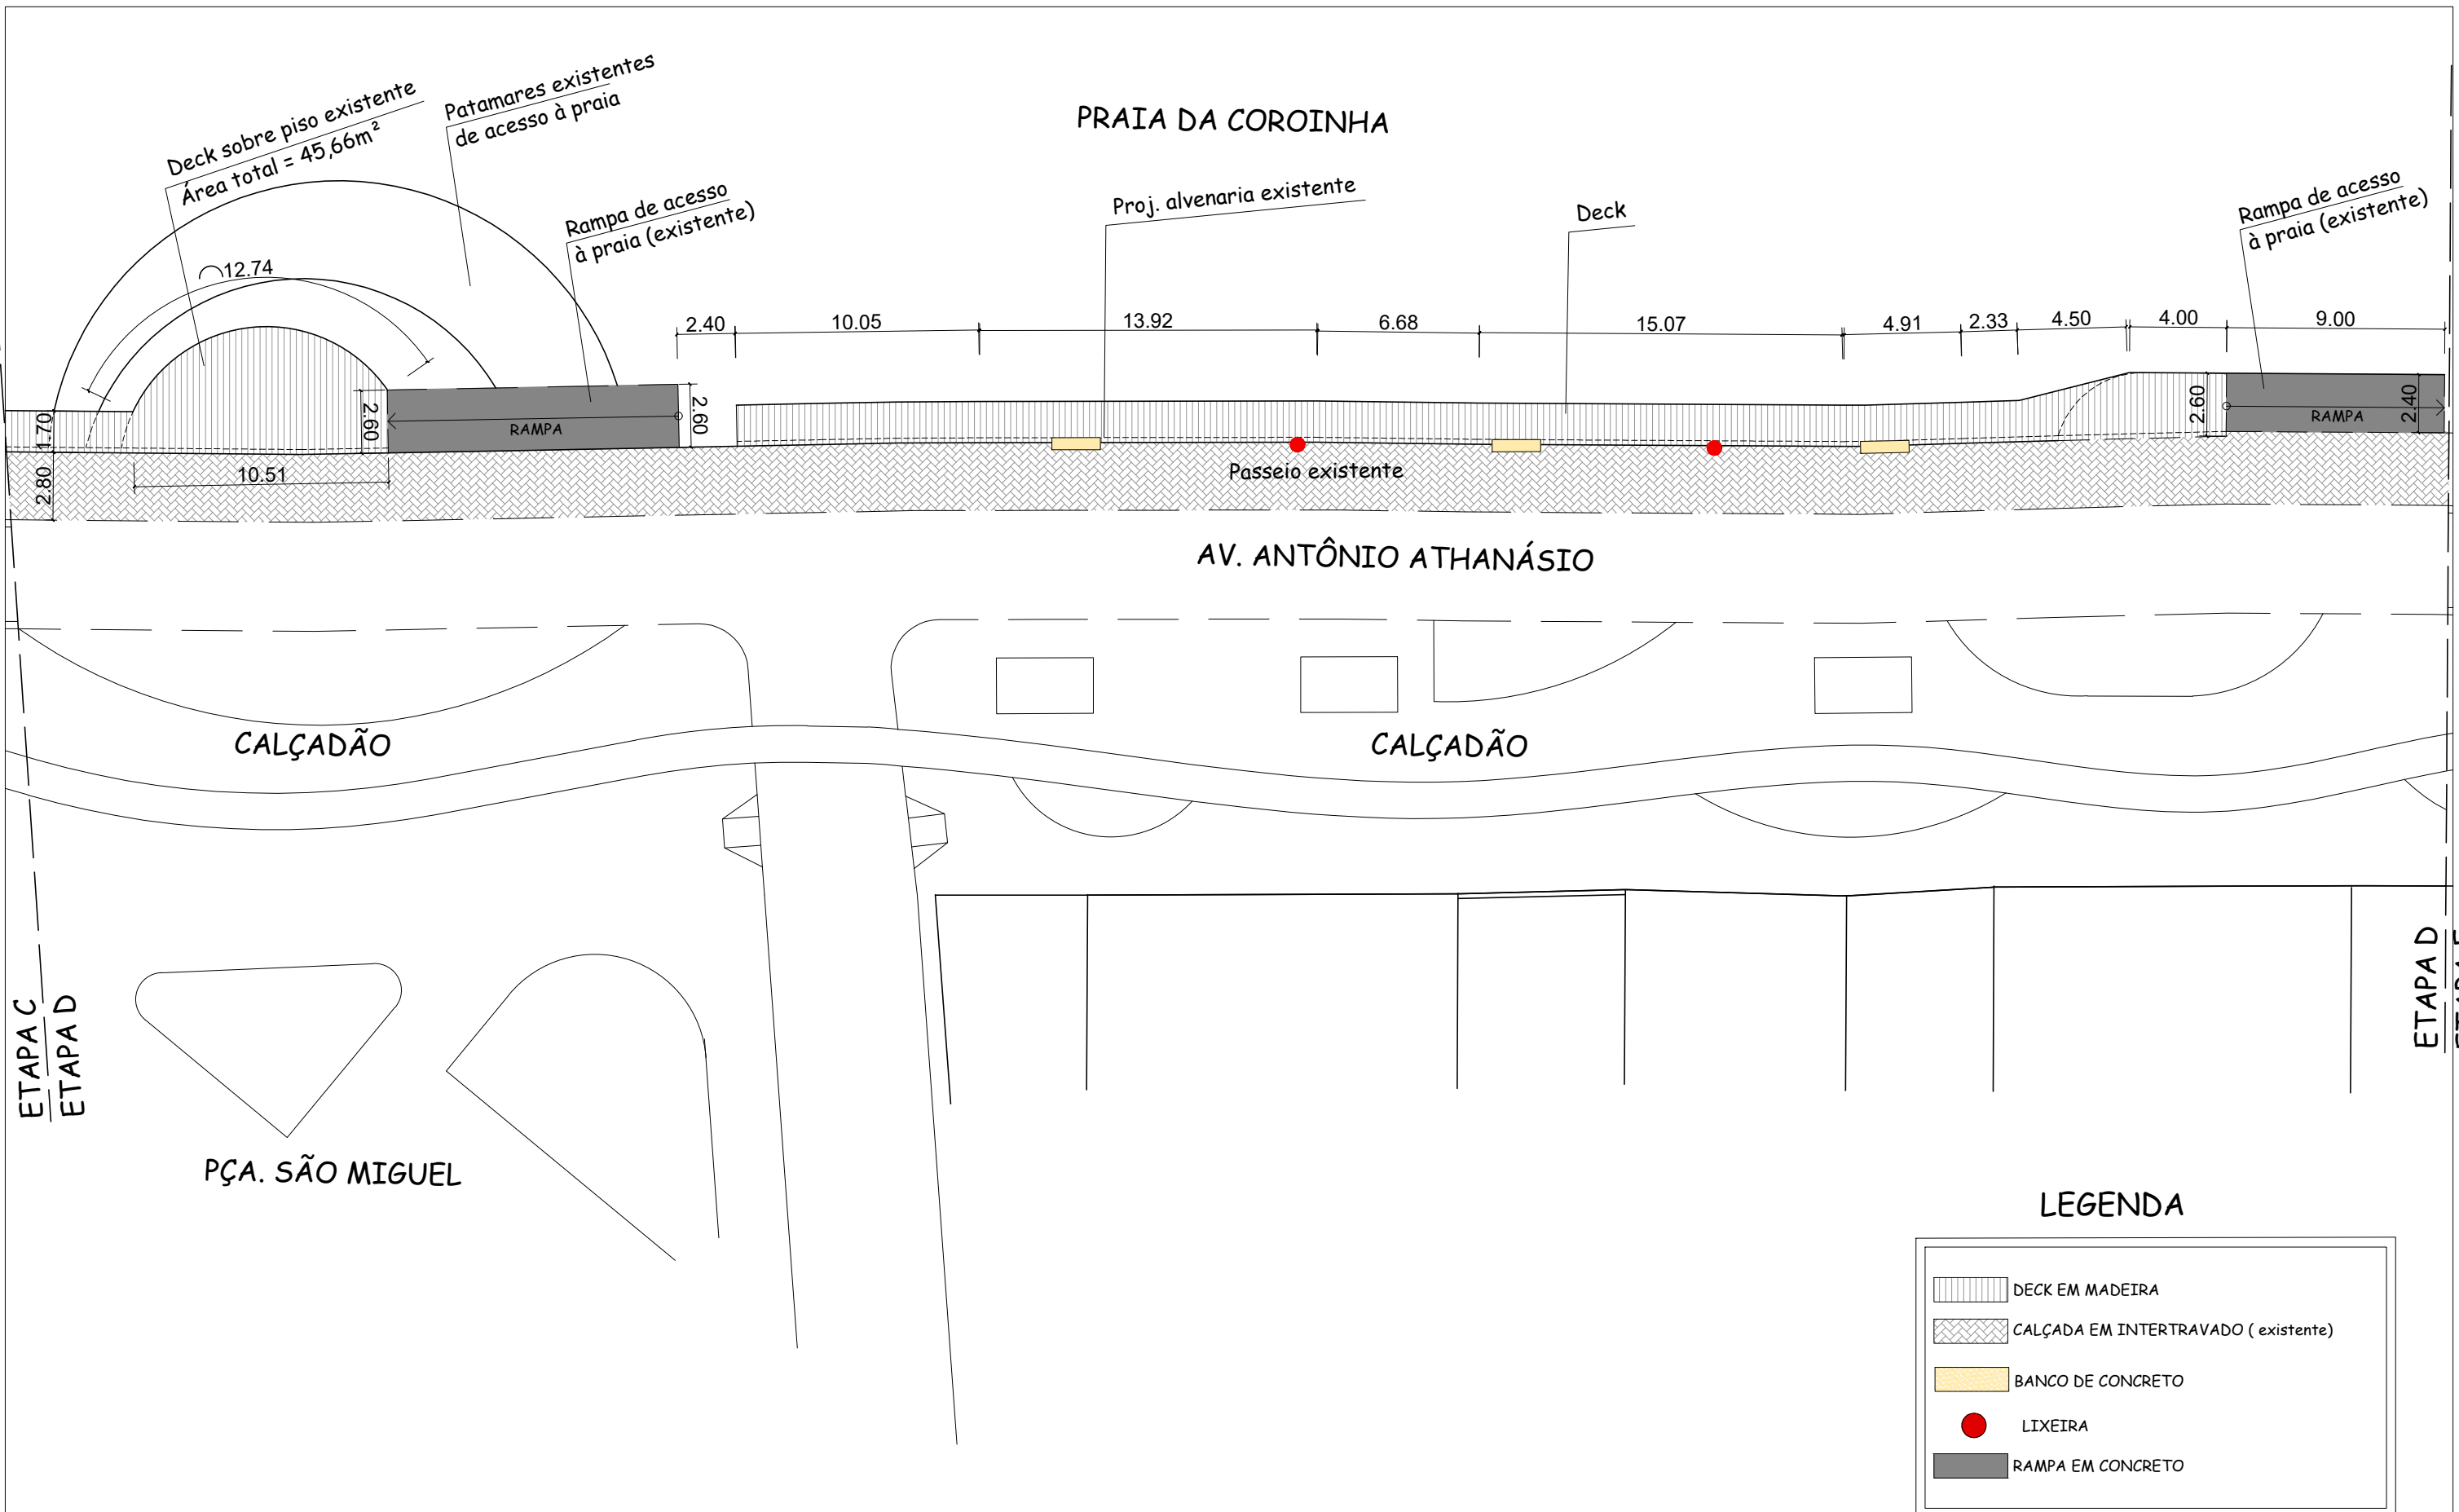 Deck sobre piso existente
Área total = 45,66m²
Patamares existentes
de acesso à praia
PRAIA DA COROINHA
Rampa de acesso
à praia (existente)
Proj. alvenaria existente
Deck
Rampa de acesso
à praia (existente)
12.74
2.40
10.05
13.92
6.68
15.07
4.91
2.33
4.50
4.00
9.00
1.70
2.60
RAMPA
2.60
2.60
RAMPA
2.40
2.80
10.51
Passeio existente
AV. ANTÔNIO ATHANÁSIO
CALÇADÃO
CALÇADÃO
ETAPA C
ETAPA D
ETAPA D
PÇA. SÃO MIGUEL
LEGENDA
DECK EM MADEIRA
CALÇADA EM INTERTRAVADO ( existente)
BANCO DE CONCRETO
LIXEIRA
RAMPA EM CONCRETO